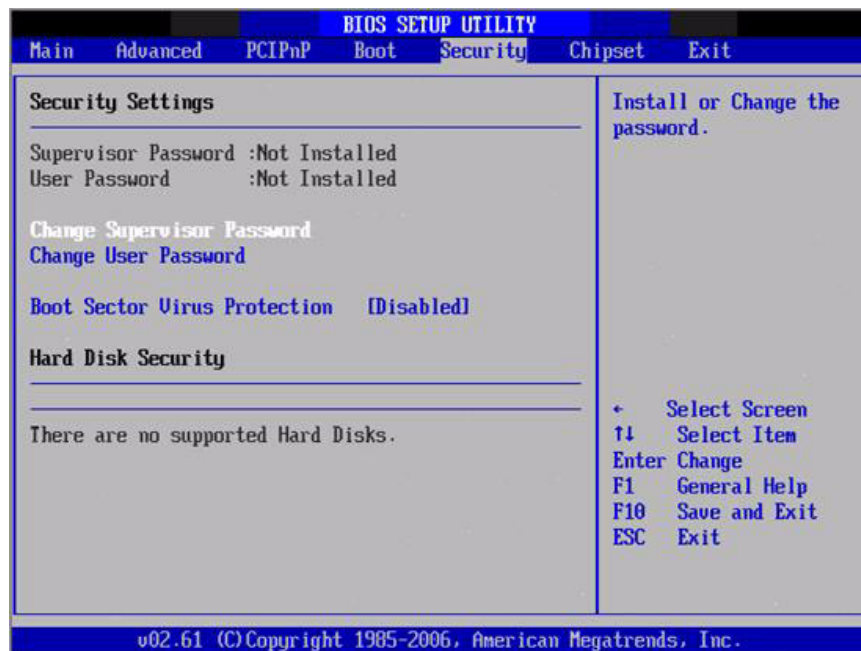 BIOS SETUP UTILITY
Main Advanced PCIPnP Boot Security Chipset Exit
Security Settings
Supervisor Password :Not Installed
User Password :Not Installed
Change Supervisor Password
Change User Password
Boot Sector Virus Protection [Disabled]
Hard Disk Security
There are no supported Hard Disks.
Install or Change the
password.
← Select Screen
↑↓ Select Item
Enter Change
F1 General Help
F10 Save and Exit
ESC Exit
v02.61 (C)Copyright 1985-2006, American Megatrends, Inc.